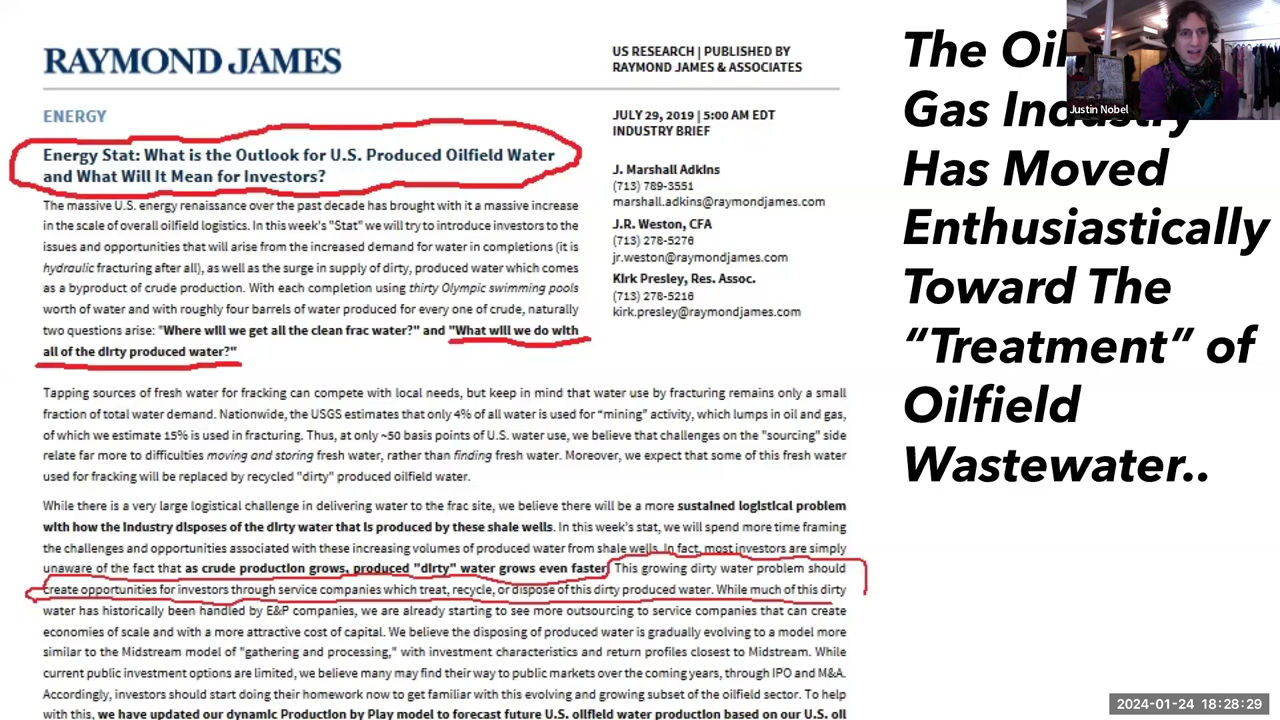 RAYMOND JAMES
US RESEARCH | PUBLISHED BY
RAYMOND JAMES & ASSOCIATES
ENERGY
JULY 29, 2019 | 5:00 AM EDT
INDUSTRY BRIEF
Energy Stat: What is the Outlook for U.S. Produced Oilfield Water
and What Will It Mean for Investors?
The massive U.S. energy renaissance over the past decade has brought with it a massive increase
in the scale of overall oilfield logistics. In this week's "Stat" we will try to introduce investors to the
issues and opportunities that will arise from the increased demand for water in completions (it is
hydraulic fracturing after all), as well as the surge in supply of dirty, produced water which comes
as a byproduct of crude production. With each completion using thirty Olympic swimming pools
worth of water and with roughly four barrels of water produced for every one of crude, naturally
two questions arise: "Where will we get all the clean frac water?" and "What will we do with
all of the dirty produced water?"
J. Marshall Adkins
(713) 789-3551
marshall.adkins@raymondjames.com
J.R. Weston, CFA
(713) 278-5276
jr.weston@raymondjames.com
Kirk Presley, Res. Assoc.
(713) 278-5216
kirk.presley@raymondjames.com
Tapping sources of fresh water for fracking can compete with local needs, but keep in mind that water use by fracturing remains only a small
fraction of total water demand. Nationwide, the USGS estimates that only 4% of all water is used for "mining" activity, which lumps in oil and gas,
of which we estimate 15% is used in fracturing. Thus, at only ~50 basis points of U.S. water use, we believe that challenges on the "sourcing" side
relate far more to difficulties moving and storing fresh water, rather than finding fresh water. Moreover, we expect that some of this fresh water
used for fracking will be replaced by recycled "dirty" produced oilfield water.
While there is a very large logistical challenge in delivering water to the frac site, we believe there will be a more sustained logistical problem
with how the industry disposes of the dirty water that is produced by these shale wells. In this week's stat, we will spend more time framing
the challenges and opportunities associated with these increasing volumes of produced water from shale wells. In fact, most investors are simply
unaware of the fact that as crude production grows, produced "dirty" water grows even faster. This growing dirty water problem should
create opportunities for investors through service companies which treat, recycle, or dispose of this dirty produced water. While much of this dirty
water has historically been handled by E&P companies, we are already starting to see more outsourcing to service companies that can create
economies of scale and with a more attractive cost of capital. We believe the disposing of produced water is gradually evolving to a model more
similar to the Midstream model of "gathering and processing," with investment characteristics and return profiles closest to Midstream. While
current public investment options are limited, we believe many may find their way to public markets over the coming years, through IPO and M&A.
Accordingly, investors should start doing their homework now to get familiar with this evolving and growing subset of the oilfield sector. To help
with this, we have updated our dynamic Production by Play model to forecast future U.S. oilfield water production based on our U.S. oil
The Oil
Gas Industry
Has Moved
Enthusiastically
Toward The
“Treatment” of
Oilfield
Wastewater..
Justin Nobel
2024-01-24 18:28:29